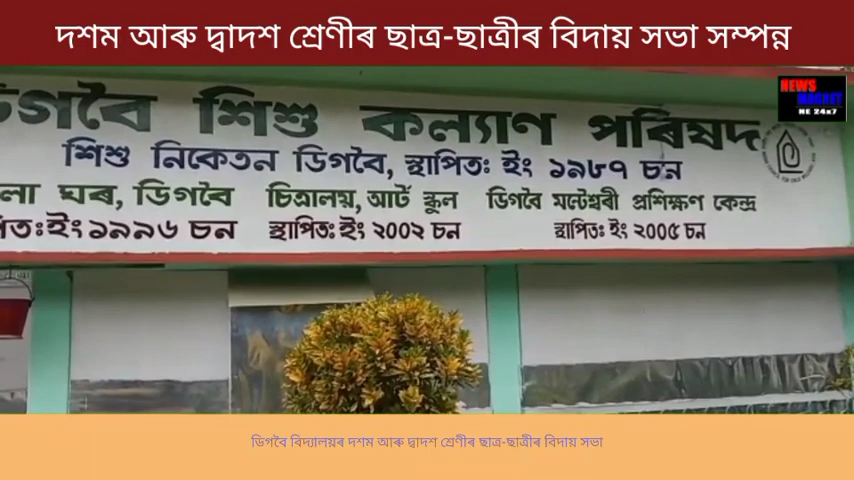 দশম আৰু দ্বাদশ শ্ৰেণীৰ ছাত্ৰ-ছাত্ৰীৰ বিদায় সভা সম্পন্ন
NEWS
MAGNET
NE 24x7
ডিগবৈ শিশু কল্যাণ পৰিষদ
শিশু নিকেতন ডিগবৈ, স্থাপিতঃ ইং ১৯৮৭ চন
লা ঘৰ, ডিগবৈ চিত্ৰালয়, আৰ্ট স্কুল ডিগবৈ মন্টেশ্বৰী প্ৰশিক্ষণ কেন্দ্ৰ
পিতঃ ইং ১৯৯৬ চন স্থাপিতঃ ইং ২০০২ চন স্থাপিতঃ ইং ২০০৫ চন
ডিগবৈ বিদ্যালয়ৰ দশম আৰু দ্বাদশ শ্ৰেণীৰ ছাত্ৰ-ছাত্ৰীৰ বিদায় সভা